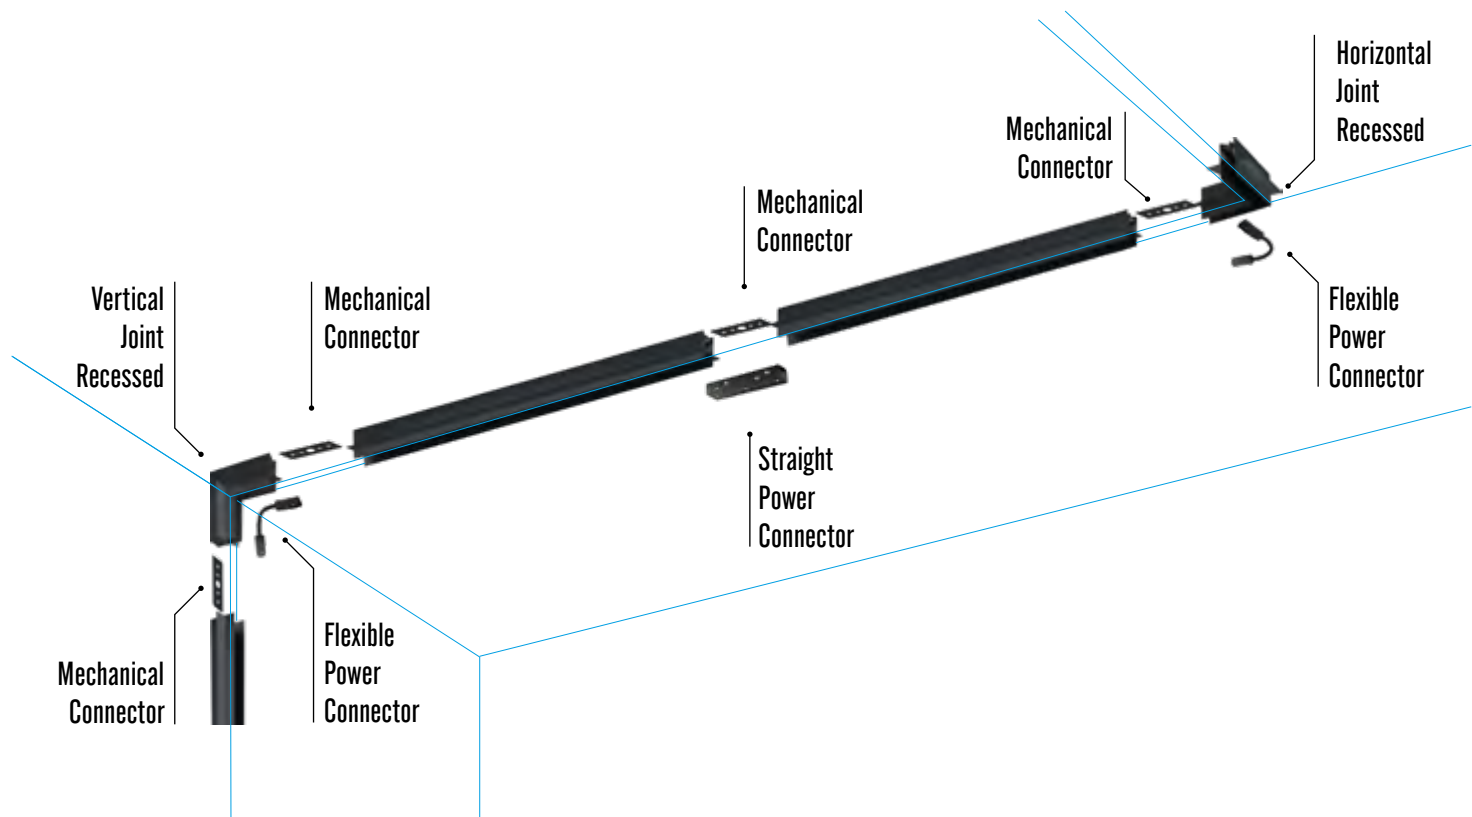 Horizontal
Joint
Recessed
Mechanical
Connector
Mechanical
Connector
Vertical
Joint
Recessed
Mechanical
Connector
Flexible
Power
Connector
Straight
Power
Connector
Flexible
Power
Connector
Mechanical
Connector